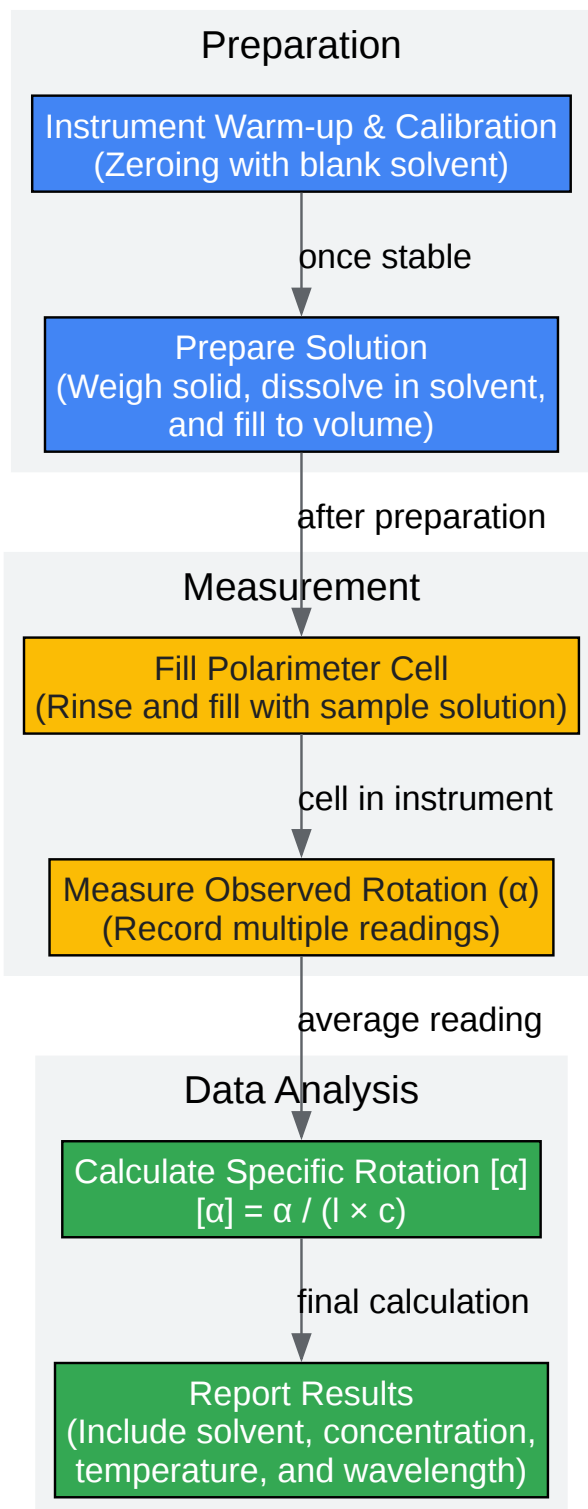 Preparation
Instrument Warm-up & Calibration
(Zeroing with blank solvent)
once stable
Prepare Solution
(Weigh solid, dissolve in solvent,
and fill to volume)
after preparation
Measurement
Fill Polarimeter Cell
(Rinse and fill with sample solution)
cell in instrument
Measure Observed Rotation (α)
(Record multiple readings)
average reading
Data Analysis
Calculate Specific Rotation [α]
[α] = α / (l × c)
final calculation
Report Results
(Include solvent, concentration,
temperature, and wavelength)